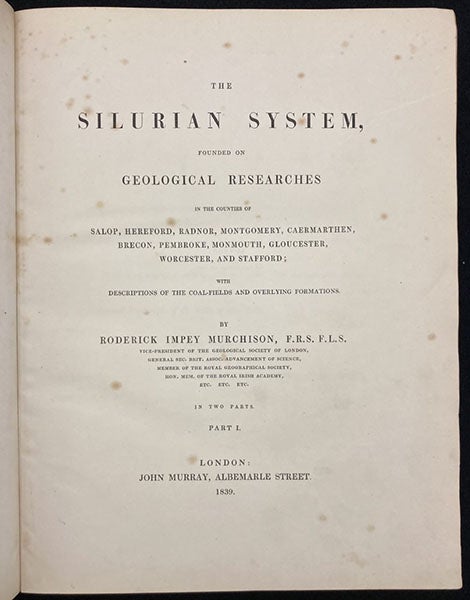 THE
SILURIAN SYSTEM,
FOUNDED ON
GEOLOGICAL RESEARCHES
IN THE COUNTIES OF
SALOP, HEREFORD, RADNOR, MONTGOMERY, CAERMARTHEN,
BRECON, PEMBROKE, MONMOUTH, GLOUCESTER,
WORCESTER, AND STAFFORD;
WITH
DESCRIPTIONS OF THE COAL-FIELDS AND OVERLYING FORMATIONS.
BY
RODERICK IMPEY MURCHISON, F.R.S. F.L.S.
VICE-PRESIDENT OF THE GEOLOGICAL SOCIETY OF LONDON,
GENERAL SEC. BRIT. ASSOC. ADVANCEMENT OF SCIENCE,
MEMBER OF THE ROYAL GEOGRAPHICAL SOCIETY,
HON. MEM. OF THE ROYAL IRISH ACADEMY,
ETC. ETC. ETC.
IN TWO PARTS.
PART I.
LONDON:
JOHN MURRAY, ALBEMARLE STREET.
1839.